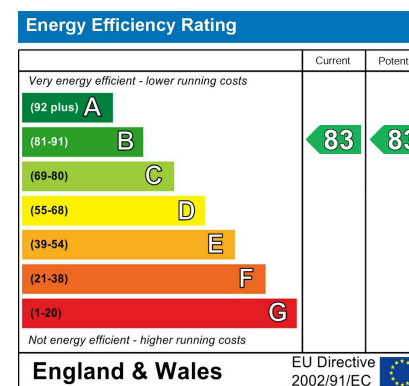 Energy Efficiency Rating
Current Potent
Very energy efficient - lower running costs
(92 plus) A
(81-91) B 83 83
(69-80) C
(55-68) D
(39-54) E
(21-38) F
(1-20) G
Not energy efficient - higher running costs
England & Wales
EU Directive
2002/91/EC